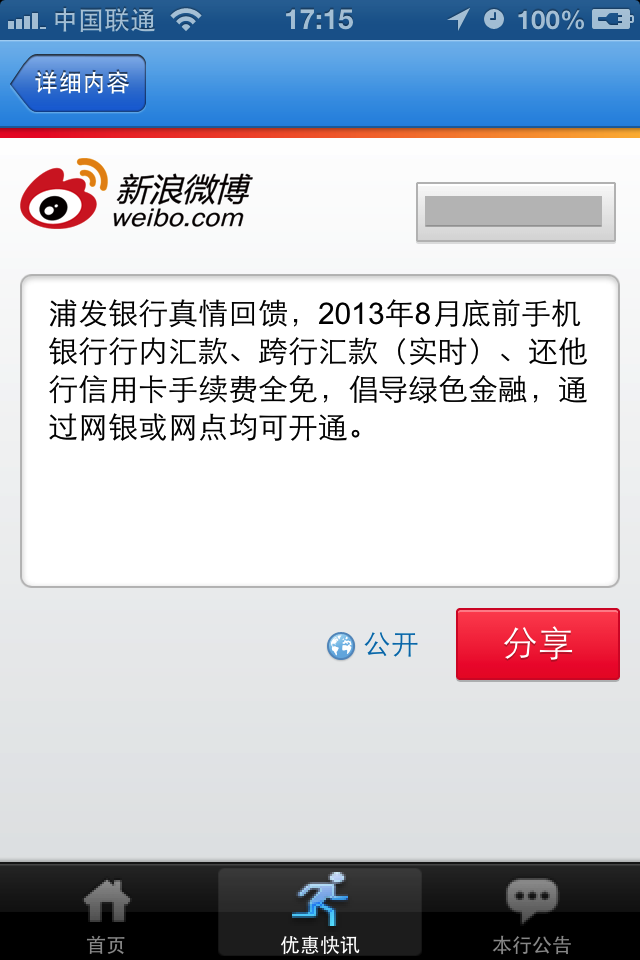 中国联通 17:15 100%
详细内容
新浪微博
weibo.com
浦发银行真情回馈，2013年8月底前手机
银行行内汇款、跨行汇款（实时）、还他
行信用卡手续费全免，倡导绿色金融，通
过网银或网点均可开通。
公开 分享
首页 优惠快讯 本行公告